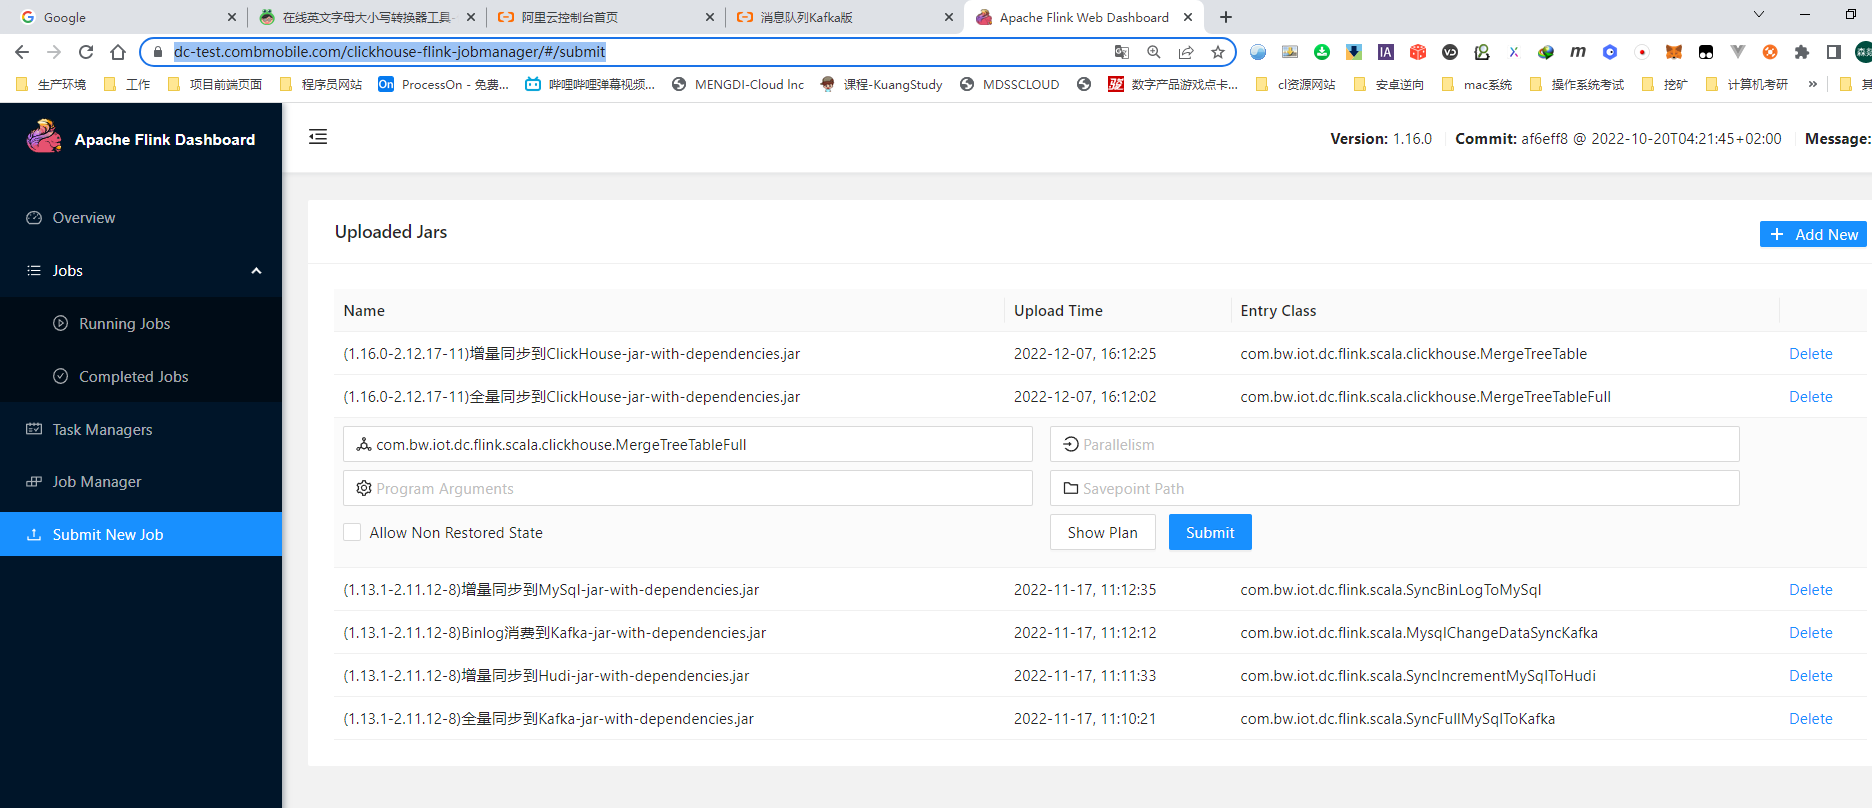 Google
在线英文字母大小写转换器工具-
阿里云控制台首页
消息队列Kafka版
Apache Flink Web Dashboard
dc-test.combmobile.com/clickhouse-flink-jobmanager/#/submit
生产环境
工作
项目前端页面
程序员网站
On ProcessOn - 免费...
哔哩哔哩弹幕视频...
MENGDI-Cloud Inc
课程-KuangStudy
MDSSCLOUD
数字产品游戏点卡...
cl资源网站
安卓逆向
mac系统
操作系统考试
挖矿
计算机考研
»
Apache Flink Dashboard
Version: 1.16.0 Commit: af6eff8 @ 2022-10-20T04:21:45+02:00 Message:
Overview
Jobs
Running Jobs
Completed Jobs
Task Managers
Job Manager
Submit New Job
Uploaded Jars
+ Add New
Name Upload Time Entry Class
(1.16.0-2.12.17-11)增量同步到ClickHouse-jar-with-dependencies.jar 2022-12-07, 16:12:25 com.bw.iot.dc.flink.scala.clickhouse.MergeTreeTable Delete
(1.16.0-2.12.17-11)全量同步到ClickHouse-jar-with-dependencies.jar 2022-12-07, 16:12:02 com.bw.iot.dc.flink.scala.clickhouse.MergeTreeTableFull Delete
com.bw.iot.dc.flink.scala.clickhouse.MergeTreeTableFull Parallelism
Program Arguments Savepoint Path
Allow Non Restored State Show Plan Submit
(1.13.1-2.11.12-8)增量同步到MySql-jar-with-dependencies.jar 2022-11-17, 11:12:35 com.bw.iot.dc.flink.scala.SyncBinLogToMySql Delete
(1.13.1-2.11.12-8)Binlog消费到Kafka-jar-with-dependencies.jar 2022-11-17, 11:12:12 com.bw.iot.dc.flink.scala.MysqlChangeDataSyncKafka Delete
(1.13.1-2.11.12-8)增量同步到Hudi-jar-with-dependencies.jar 2022-11-17, 11:11:33 com.bw.iot.dc.flink.scala.SyncIncrementMySqlToHudi Delete
(1.13.1-2.11.12-8)全量同步到Kafka-jar-with-dependencies.jar 2022-11-17, 11:10:21 com.bw.iot.dc.flink.scala.SyncFullMySqlToKafka Delete